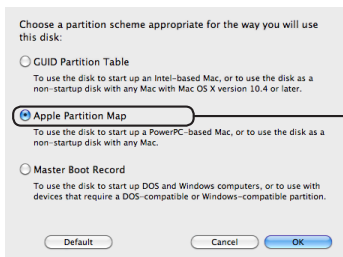 Choose a partition scheme appropriate for the way you will use
this disk:
GUID Partition Table
To use the disk to start up an Intel-based Mac, or to use the disk as a
non-startup disk with any Mac with Mac OS X version 10.4 or later.
Apple Partition Map
To use the disk to start up a PowerPC-based Mac, or to use the disk as a
non-startup disk with any Mac.
Master Boot Record
To use the disk to start up DOS and Windows computers, or to use with
devices that require a DOS-compatible or Windows-compatible partition.
Default Cancel OK